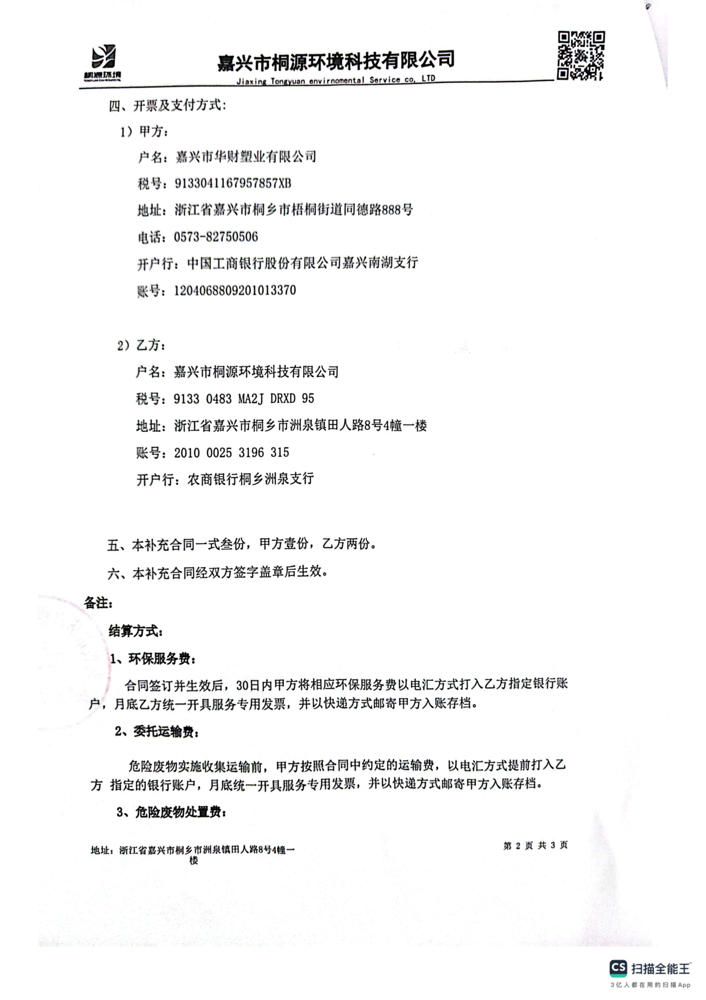 桐源环境
嘉兴市桐源环境科技有限公司
Jiaxing Tongyuan envirnomental Service co, LTD
四、开票及支付方式：
1）甲方：
户名：嘉兴市华财塑业有限公司
税号：9133041167957857XB
地址：浙江省嘉兴市桐乡市梧桐街道同德路888号
电话：0573-82750506
开户行：中国工商银行股份有限公司嘉兴南湖支行
账号：1204068809201013370
2）乙方：
户名：嘉兴市桐源环境科技有限公司
税号：9133 0483 MA2J DRXD 95
地址：浙江省嘉兴市桐乡市洲泉镇田人路8号4幢一楼
账号：2010 0025 3196 315
开户行：农商银行桐乡洲泉支行
五、本补充合同一式叁份，甲方壹份，乙方两份。
六、本补充合同经双方签字盖章后生效。
备注：
结算方式：
1、环保服务费：
合同签订并生效后，30日内甲方将相应环保服务费以电汇方式打入乙方指定银行账
户，月底乙方统一开具服务专用发票，并以快递方式邮寄甲方入账存档。
2、委托运输费：
危险废物实施收集运输前，甲方按照合同中约定的运输费，以电汇方式提前打入乙
方 指定的银行账户，月底统一开具服务专用发票，并以快递方式邮寄甲方入账存档。
3、危险废物处置费：
地址：浙江省嘉兴市桐乡市洲泉镇田人路8号4幢一
楼
第 2 页 共 3 页
CS 扫描全能王
3亿人都在用的扫描App